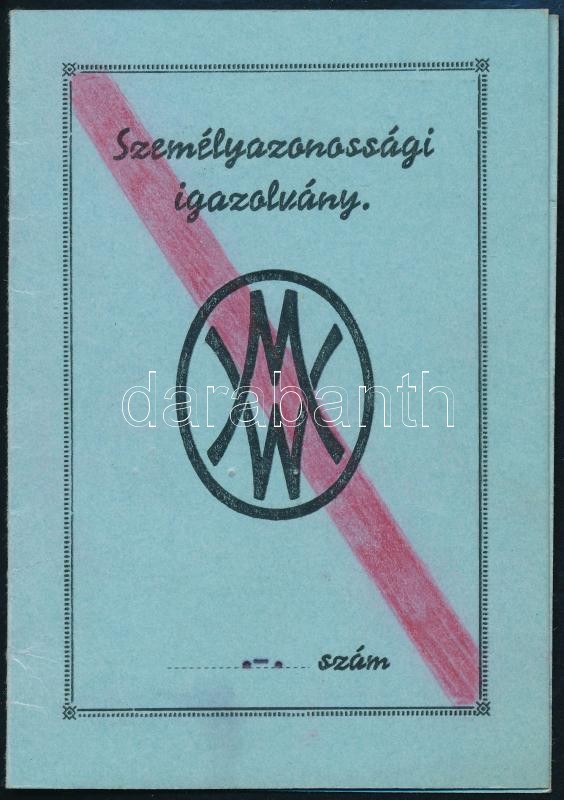 Személyazonossági
igazolvány.
darabanth
szám